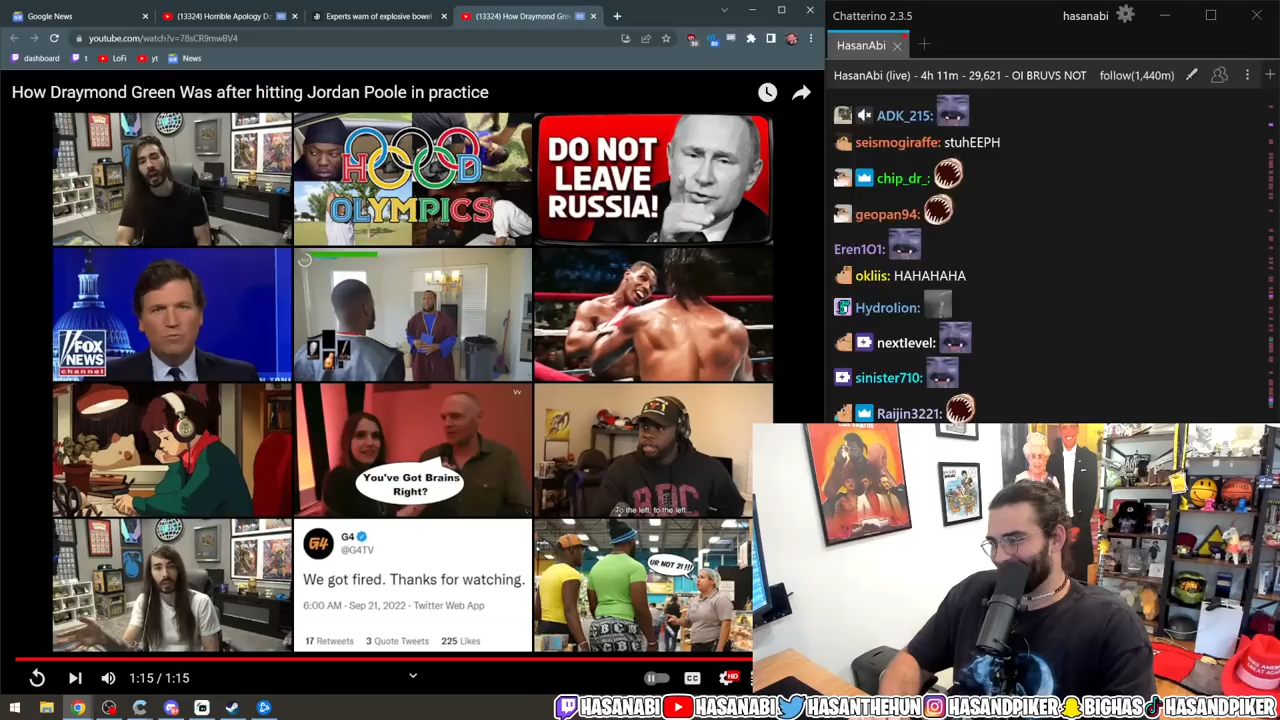 Google News
(13324) Horrible Apology Do
Experts warn of explosive bowel
(13324) How Draymond Gre
youtube.com/watch?v=78sCR9mwBV4
dashboard
t
LoFi
yt
News
How Draymond Green Was after hitting Jordan Poole in practice
HOOD
OLYMPICS
DO NOT
LEAVE
RUSSIA!
FOX
NEWS
channel
You've Got Brains
Right?
To the left, to the left...
G4
@G4TV
We got fired. Thanks for watching.
6:00 AM · Sep 21, 2022 · Twitter Web App
17 Retweets 3 Quote Tweets 225 Likes
UR NOT 21!!!
1:15 / 1:15
CC
HD
Chatterino 2.3.5
hasanabi
HasanAbi
HasanAbi (live) - 4h 11m - 29,621 - OI BRUVS NOT
follow(1,440m)
ADK_215:
seismogiraffe: stuhEEPH
chip_dr_:
geopan94:
Eren1O1:
okliis: HAHAHAHA
Hydrolion:
nextlevel:
sinister710:
Raijin3221:
HASANABI HASANABI HASANTHEHUN HASANDPIKER BIGHAS HASANDPIKER